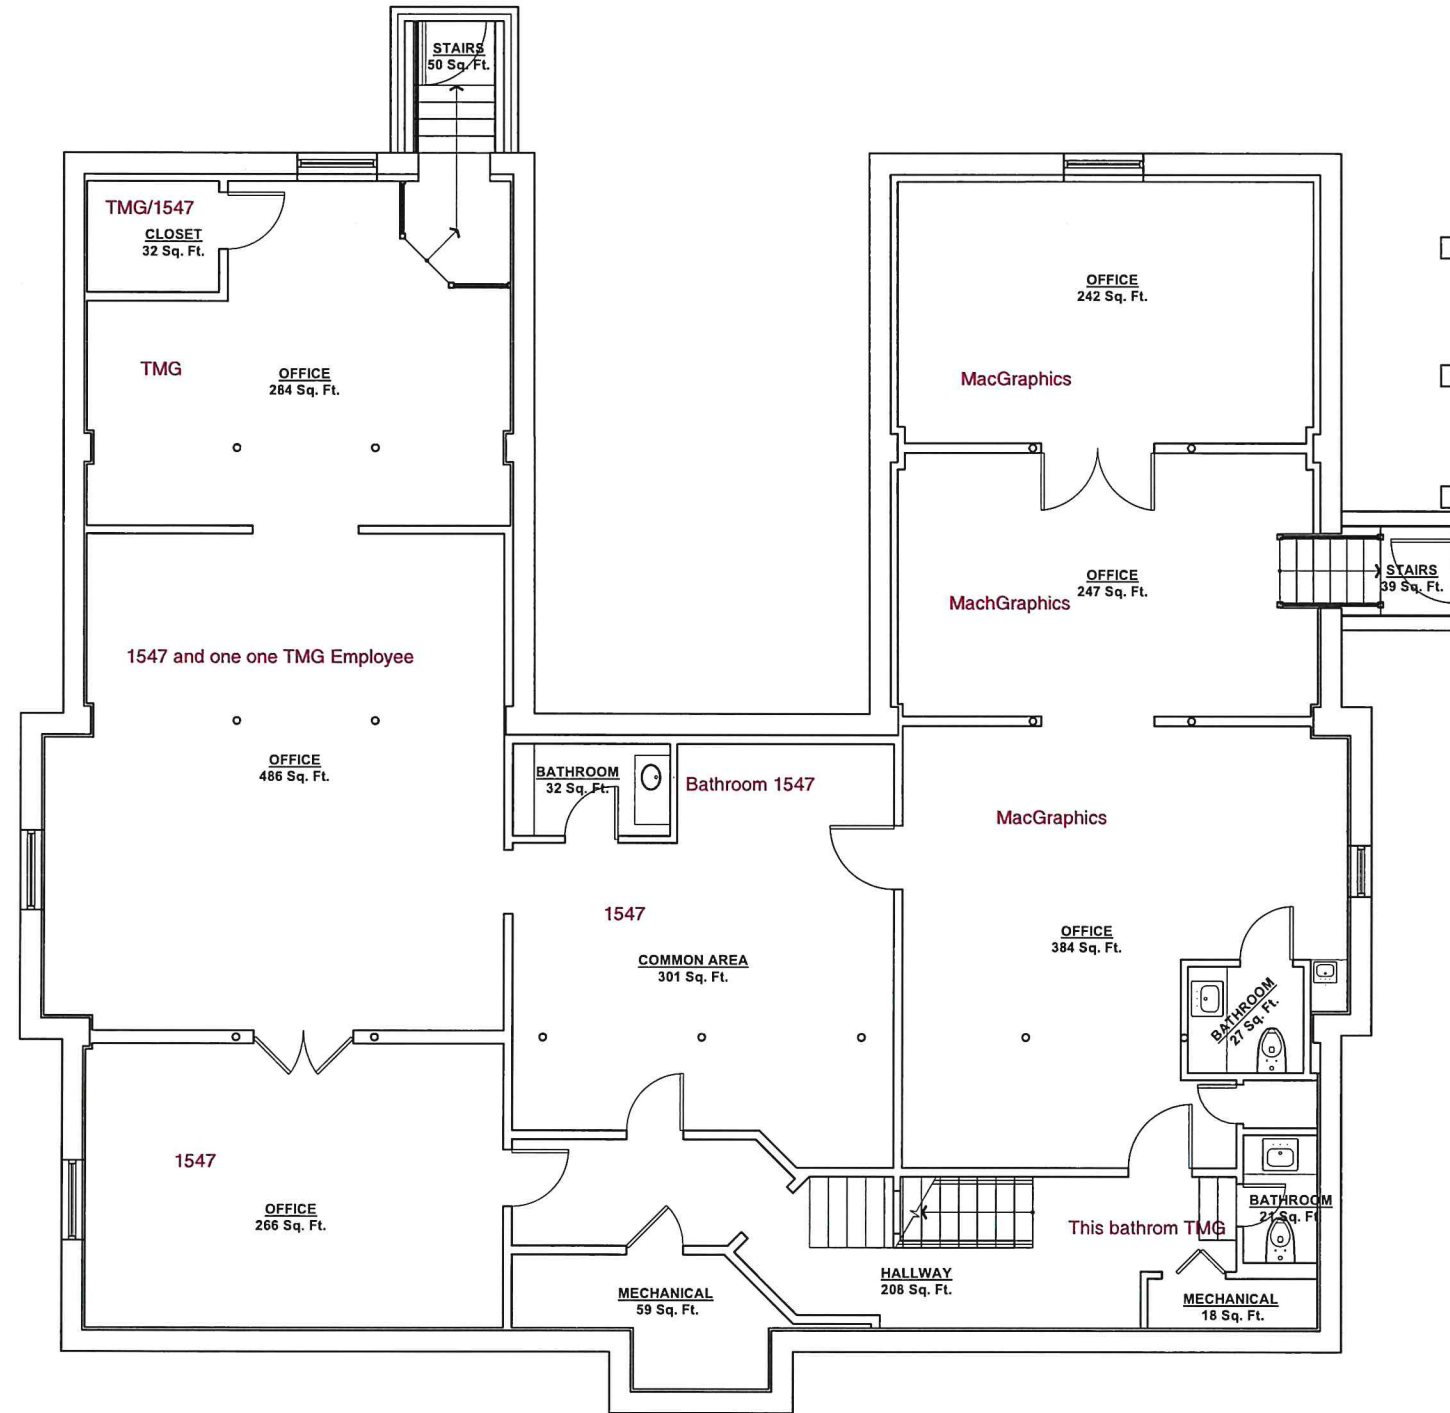 STAIRS
50 Sq. Ft.
TMG/1547
CLOSET
32 Sq. Ft.
OFFICE
242 Sq. Ft.
TMG
OFFICE
284 Sq. Ft.
MacGraphics
OFFICE
247 Sq. Ft.
MachGraphics
STAIRS
39 Sq. Ft.
1547 and one one TMG Employee
OFFICE
486 Sq. Ft.
BATHROOM
32 Sq. Ft.
Bathroom 1547
MacGraphics
1547
COMMON AREA
301 Sq. Ft.
OFFICE
384 Sq. Ft.
BATHROOM
27 Sq. Ft.
1547
OFFICE
266 Sq. Ft.
This bathrom TMG
BATHROOM
21 Sq. Ft.
HALLWAY
208 Sq. Ft.
MECHANICAL
59 Sq. Ft.
MECHANICAL
18 Sq. Ft.